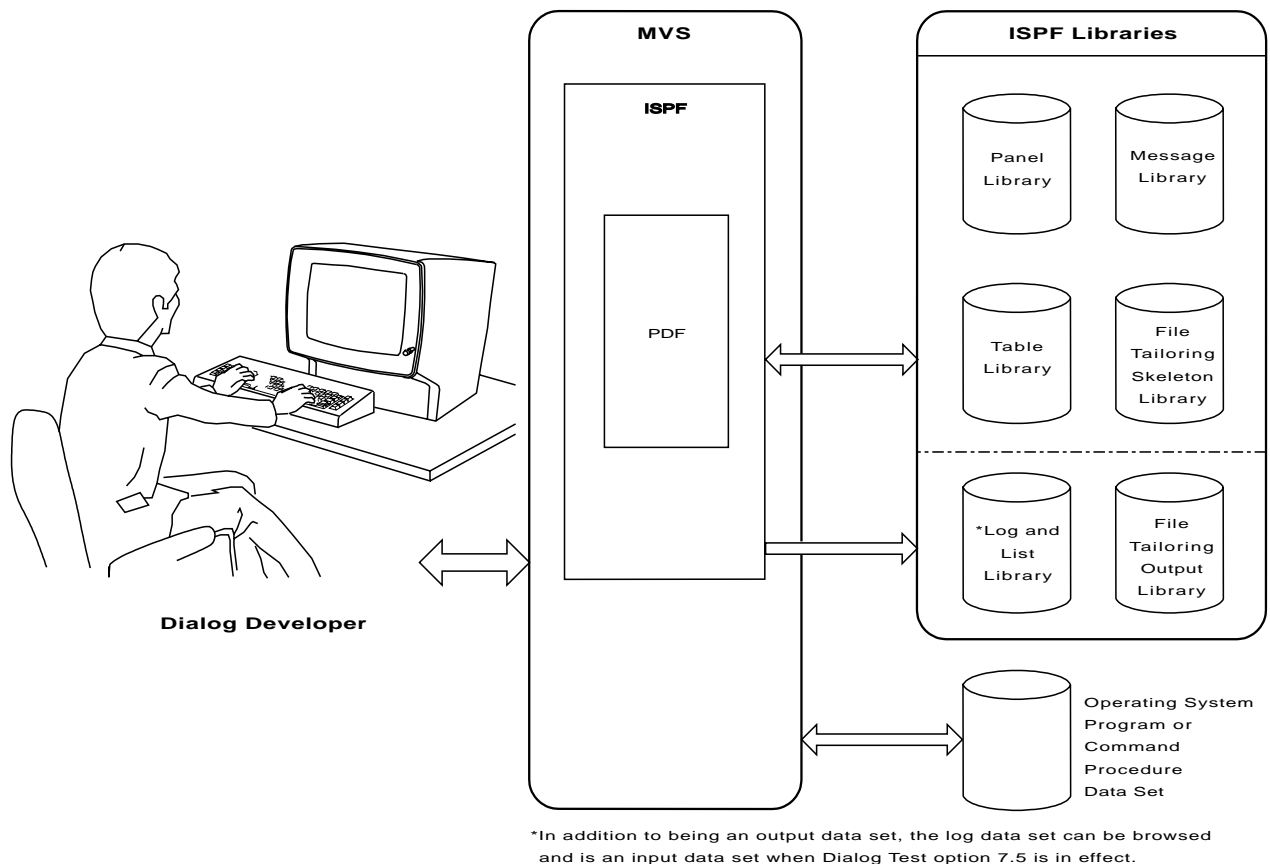 MVS
ISPF
PDF
Dialog Developer
ISPF Libraries
Panel
Library
Message
Library
Table
Library
File
Tailoring
Skeleton
Library
*Log and
List
Library
File
Tailoring
Output
Library
Operating System
Program or
Command
Procedure
Data Set
*In addition to being an output data set, the log data set can be browsed
and is an input data set when Dialog Test option 7.5 is in effect.